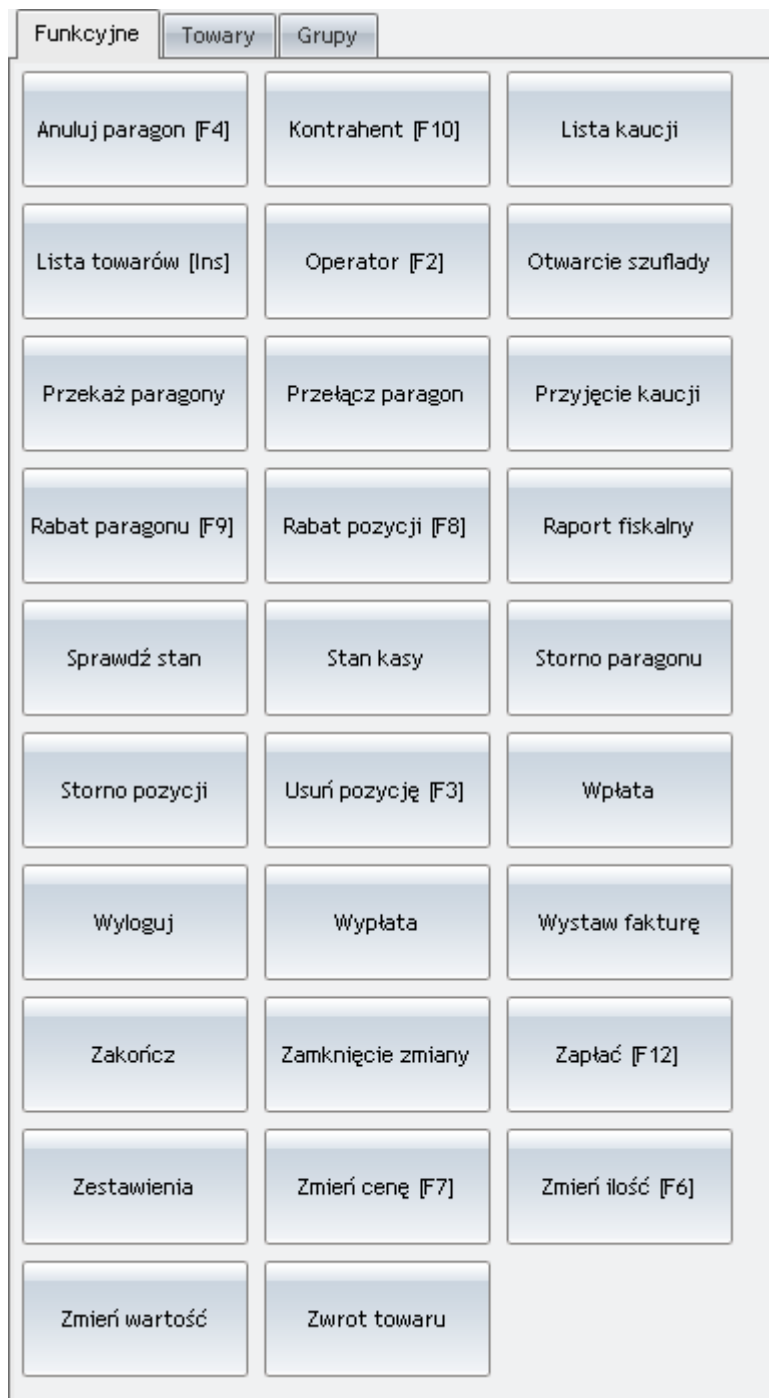 Funkcyjne
Towary
Grupy
Anuluj paragon [F4]
Kontrahent [F10]
Lista kaucji
Lista towarów [Ins]
Operator [F2]
Otwarcie szuflady
Przekaż paragony
Przełącz paragon
Przyjęcie kaucji
Rabat paragonu [F9]
Rabat pozycji [F8]
Raport fiskalny
Sprawdź stan
Stan kasy
Storno paragonu
Storno pozycji
Usuń pozycję [F3]
Wpłata
Wyloguj
Wypłata
Wystaw fakturę
Zakończ
Zamknięcie zmiany
Zapłać [F12]
Zestawienia
Zmień cenę [F7]
Zmień ilość [F6]
Zmień wartość
Zwrot towaru